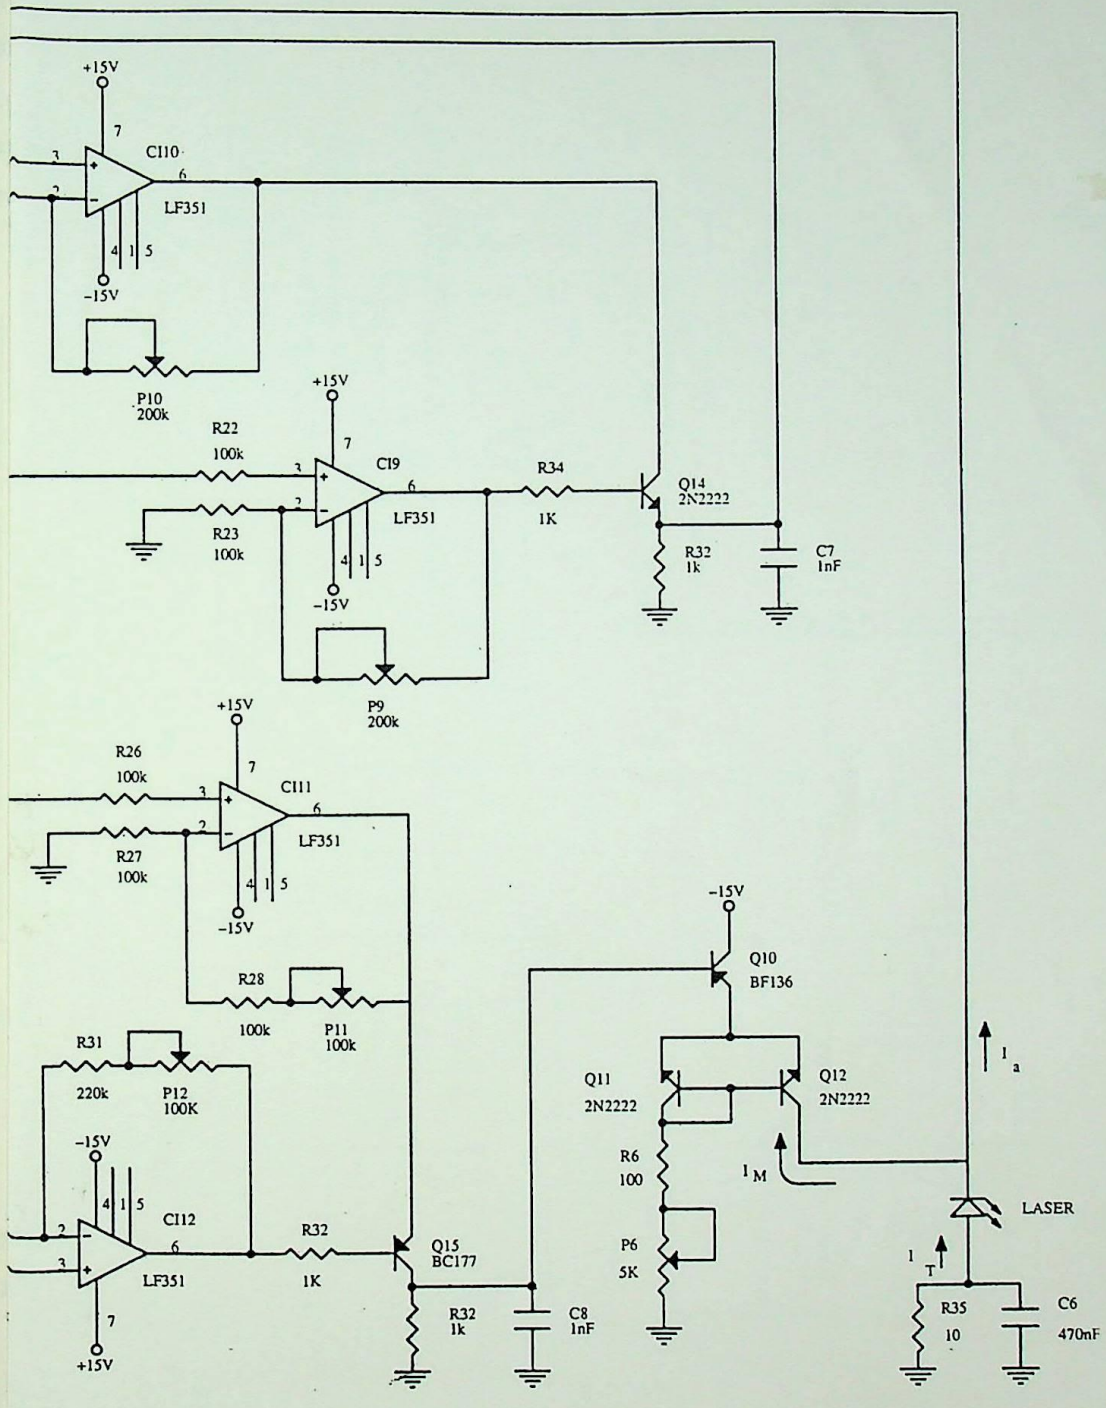 +15V
7
3
CI10
+
6
2
−
LF351
4
1
5
−15V
P10
200k
+15V
R22
100k
7
3
CI9
+
6
R34
Q14
2N2222
2
−
LF351
1K
R23
100k
4
1
5
R32
1k
C7
1nF
−15V
P9
200k
+15V
R26
100k
7
3
CI11
+
6
2
−
LF351
R27
100k
4
1
5
−15V
−15V
Q10
BF136
R28
100k
P11
100k
R31
220k
P12
100K
I a
Q11
2N2222
Q12
2N2222
−15V
R6
100
I M
4
1
5
CI12
2
−
6
R32
1K
Q15
BC177
LASER
3
+
LF351
P6
5K
I T
7
R32
1k
C8
1nF
R35
10
C6
470nF
+15V